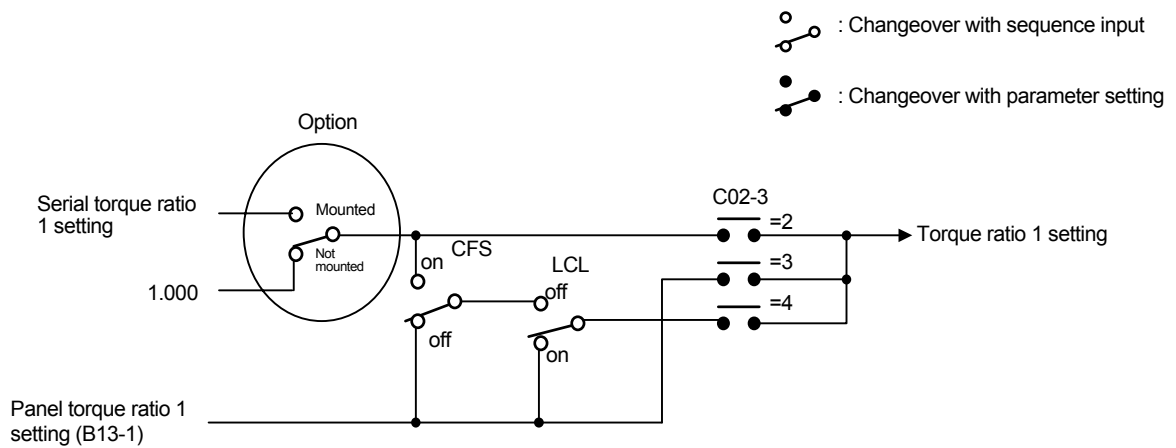 : Changeover with sequence input
: Changeover with parameter setting
Option
Serial torque ratio
1 setting
Mounted
Not
mounted
1.000
CFS
on
off
LCL
off
on
C02-3
=2
=3
=4
Torque ratio 1 setting
Panel torque ratio 1
setting (B13-1)